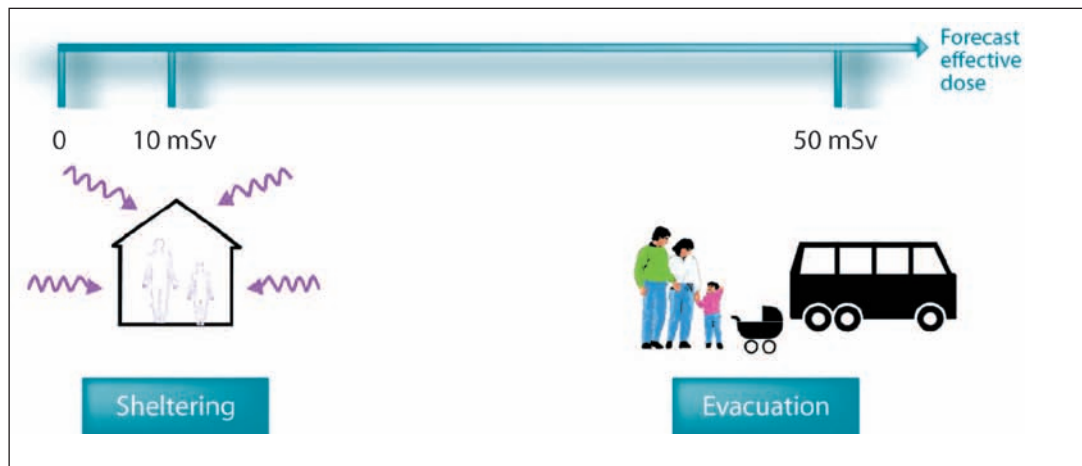 Forecast
effective
dose
0
10 mSv
50 mSv
Sheltering
Evacuation